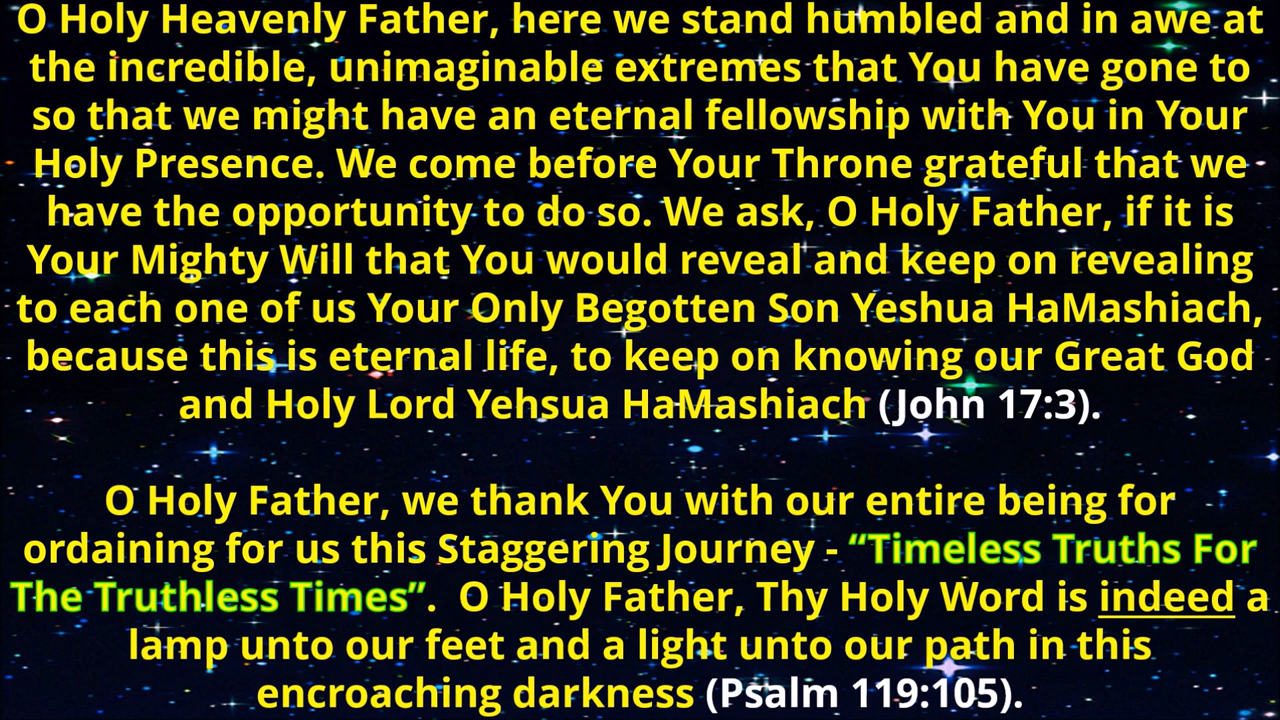 O Holy Heavenly Father, here we stand humbled and in awe at
the incredible, unimaginable extremes that You have gone to
so that we might have an eternal fellowship with You in Your
Holy Presence. We come before Your Throne grateful that we
have the opportunity to do so. We ask, O Holy Father, if it is
Your Mighty Will that You would reveal and keep on revealing
to each one of us Your Only Begotten Son Yeshua HaMashiach,
because this is eternal life, to keep on knowing our Great God
and Holy Lord Yehsua HaMashiach (John 17:3).
O Holy Father, we thank You with our entire being for
ordaining for us this Staggering Journey - “Timeless Truths For
The Truthless Times”.  O Holy Father, Thy Holy Word is indeed a
lamp unto our feet and a light unto our path in this
encroaching darkness (Psalm 119:105).